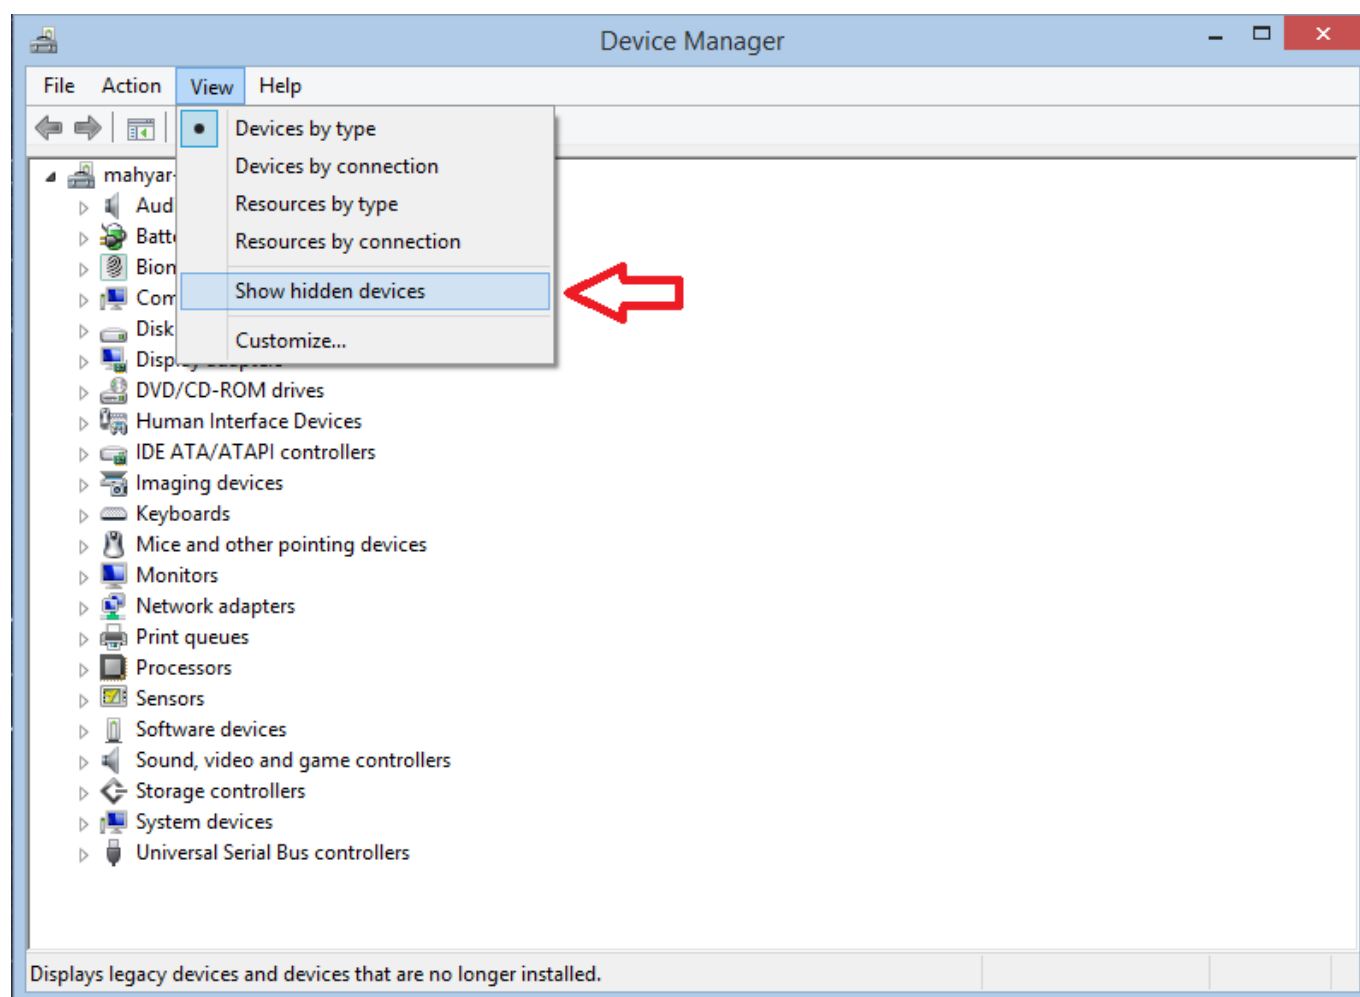 Device Manager
File Action View Help
Devices by type
Devices by connection
Resources by type
Resources by connection
Show hidden devices
Customize...
mahyar-
Aud
Batt
Bion
Com
Disk
Display adapters
DVD/CD-ROM drives
Human Interface Devices
IDE ATA/ATAPI controllers
Imaging devices
Keyboards
Mice and other pointing devices
Monitors
Network adapters
Print queues
Processors
Sensors
Software devices
Sound, video and game controllers
Storage controllers
System devices
Universal Serial Bus controllers
Displays legacy devices and devices that are no longer installed.